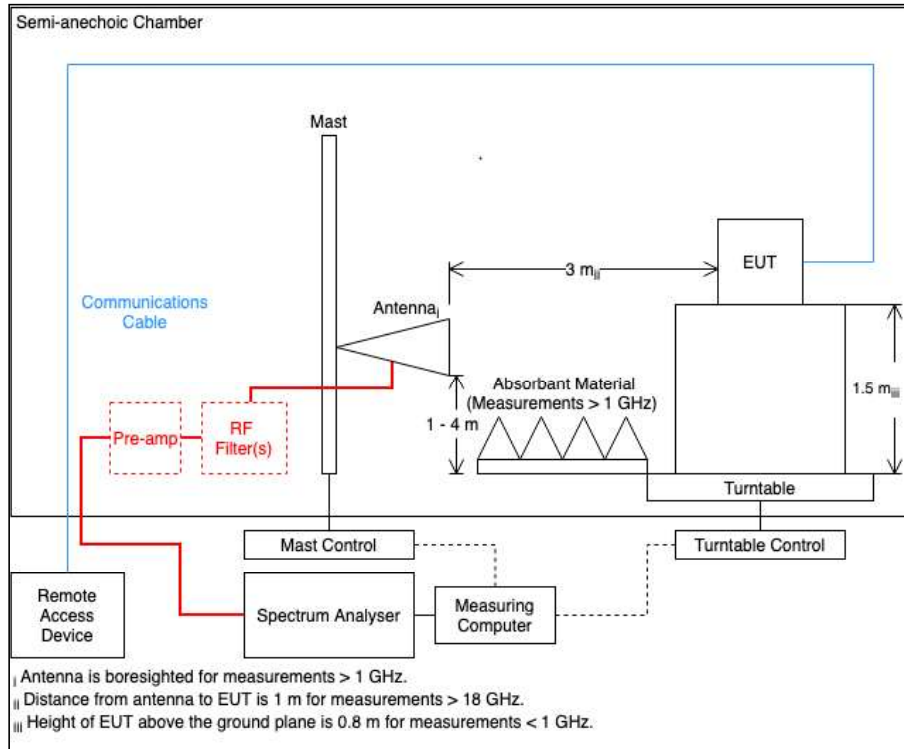 Semi-anechoic Chamber
Mast
EUT
3 m ii
Antenna i
Communications
Cable
Absorbant Material
(Measurements > 1 GHz)
1.5 m iii
1 - 4 m
Pre-amp
RF
Filter(s)
Turntable
Mast Control
Turntable Control
Remote
Access
Device
Spectrum Analyser
Measuring
Computer
i Antenna is boresighted for measurements > 1 GHz.
ii Distance from antenna to EUT is 1 m for measurements > 18 GHz.
iii Height of EUT above the ground plane is 0.8 m for measurements < 1 GHz.